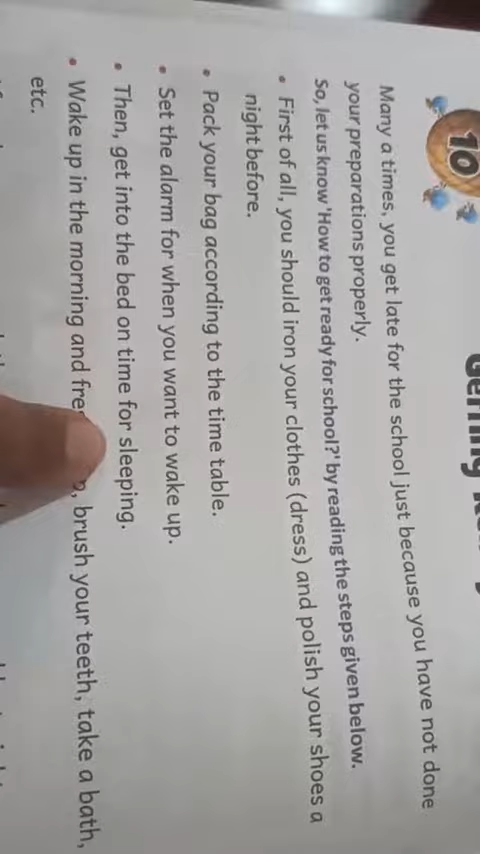 10
Getting
Many a times, you get late for the school just because you have not done
your preparations properly.
So, let us know 'How to get ready for school?' by reading the steps given below.
• First of all, you should iron your clothes (dress) and polish your shoes a
night before.
• Pack your bag according to the time table.
• Set the alarm for when you want to wake up.
• Then, get into the bed on time for sleeping.
• Wake up in the morning and brush your teeth, take a bath,
etc.